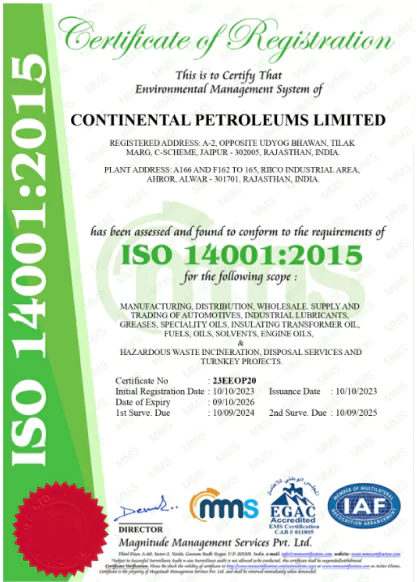 Certificate of Registration
This is to Certify That
Environmental Management System of
CONTINENTAL PETROLEUMS LIMITED
REGISTERED ADDRESS: A-2, OPPOSITE UDYOG BHAWAN, TILAK
MARG, C-SCHEME, JAIPUR - 302005, RAJASTHAN, INDIA.
PLANT ADDRESS: A166 AND F162 TO 165, RIICO INDUSTRIAL AREA,
AHROR, ALWAR - 301701, RAJASTHAN, INDIA.
has been assessed and found to conform to the requirements of
ISO 14001:2015
for the following scope :
MANUFACTURING, DISTRIBUTION, WHOLESALE, SUPPLY AND
TRADING OF AUTOMOTIVES, INDUSTRIAL LUBRICANTS,
GREASES, SPECIALITY OILS, INSULATING TRANSFORMER OIL,
FUELS, OILS, SOLVENTS, ENGINE OILS,
&
HAZARDOUS WASTE INCINERATION, DISPOSAL SERVICES AND
TURNKEY PROJECTS.
Certificate No : 23EEOP20
Initial Registration Date : 10/10/2023 Issuance Date : 10/10/2023
Date of Expiry : 09/10/2026
1st Surve. Due : 10/09/2024 2nd Surve. Due : 10/09/2025
ISO 14001:2015
DIRECTOR
mms
EGAC
Accredited
EMS Certification
CAB # 011805
MEMBER OF MULTILATERAL
RECOGNITION ARRANGEMENT
IAF
Magnitude Management Services Pvt. Ltd.